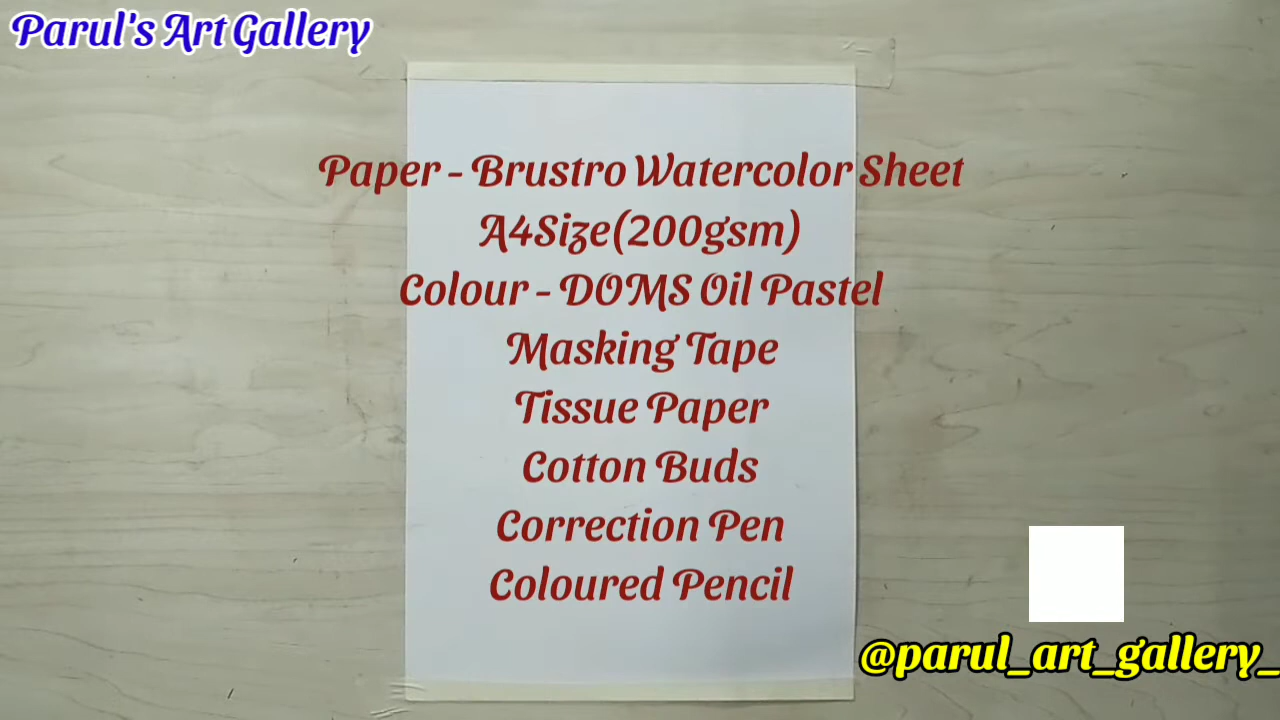 Parul's Art Gallery
Paper - Brustro Watercolor Sheet
A4Size(200gsm)
Colour - DOMS Oil Pastel
Masking Tape
Tissue Paper
Cotton Buds
Correction Pen
Coloured Pencil
@parul_art_gallery_